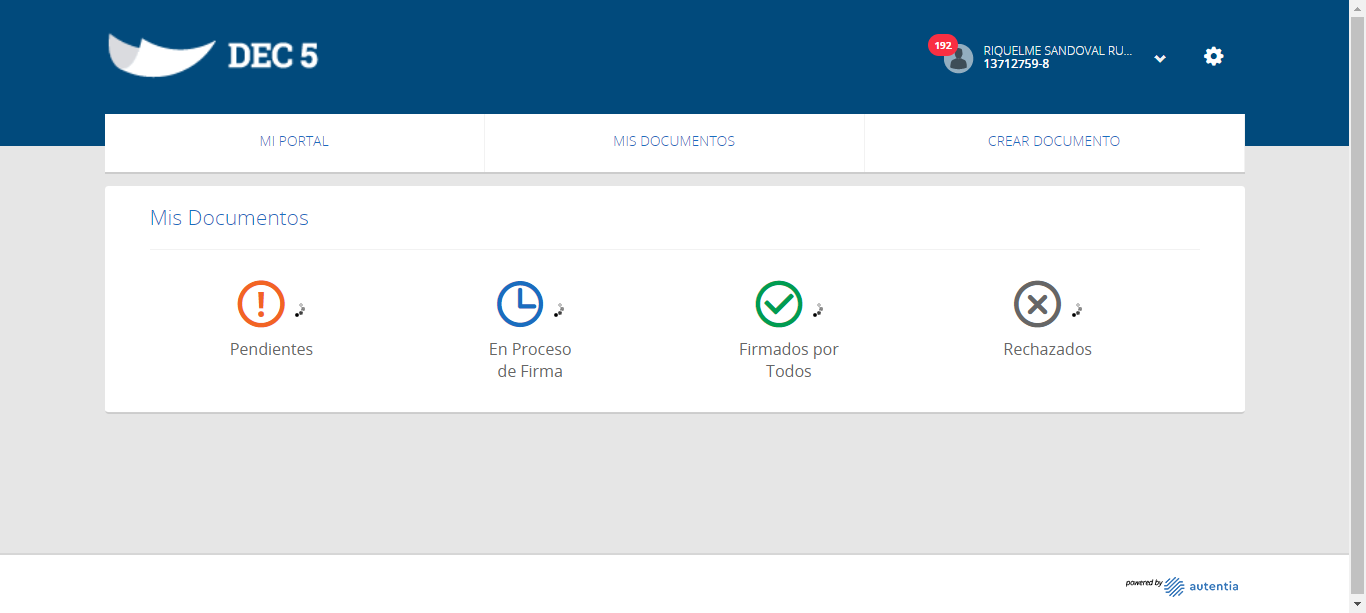 DEC 5
192
RIQUELME SANDOVAL RU...
13712759-8
MI PORTAL
MIS DOCUMENTOS
CREAR DOCUMENTO
Mis Documentos
Pendientes
En Proceso
de Firma
Firmados por
Todos
Rechazados
powered by autentia